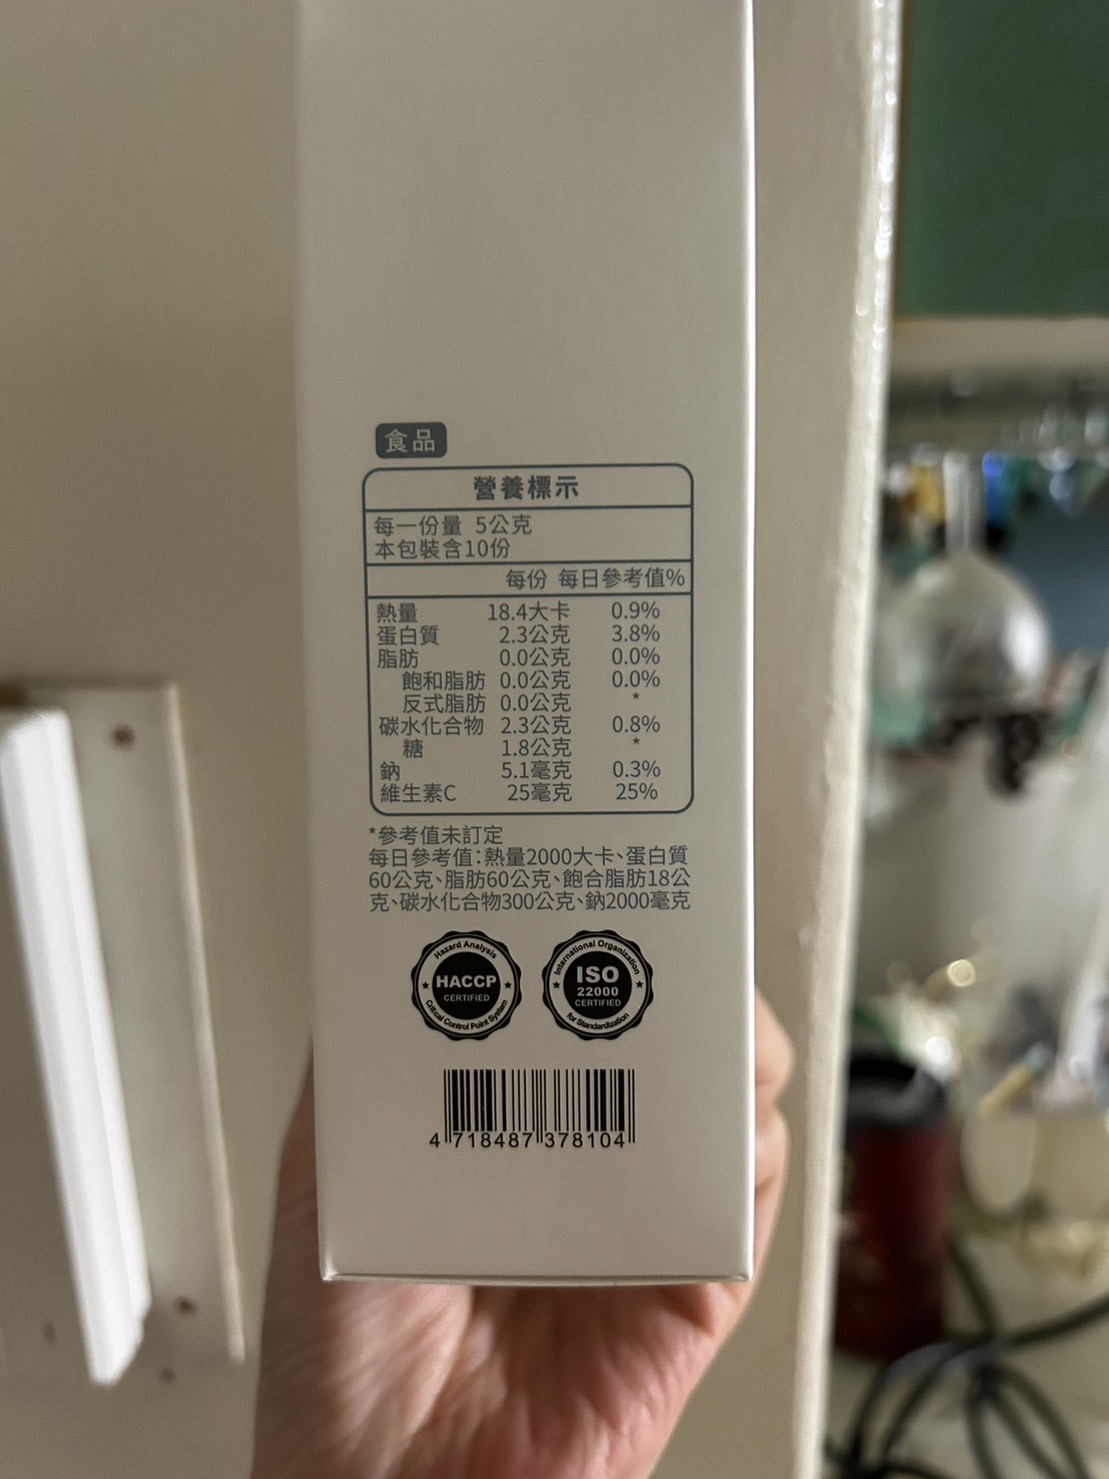 食品
營養標示
每一份量 5公克
本包裝含10份
每份 每日參考值%
熱量 18.4大卡 0.9%
蛋白質 2.3公克 3.8%
脂肪 0.0公克 0.0%
飽和脂肪 0.0公克 0.0%
反式脂肪 0.0公克 *
碳水化合物 2.3公克 0.8%
糖 1.8公克 *
鈉 5.1毫克 0.3%
維生素C 25毫克 25%
*參考值未訂定
每日參考值:熱量2000大卡、蛋白質
60公克、脂肪60公克、飽合脂肪18公
克、碳水化合物300公克、鈉2000毫克
Hazard Analysis
HACCP
CERTIFIED
Critical Control Point System
International Organization
ISO
22000
CERTIFIED
for Standardization
4 718487 378104